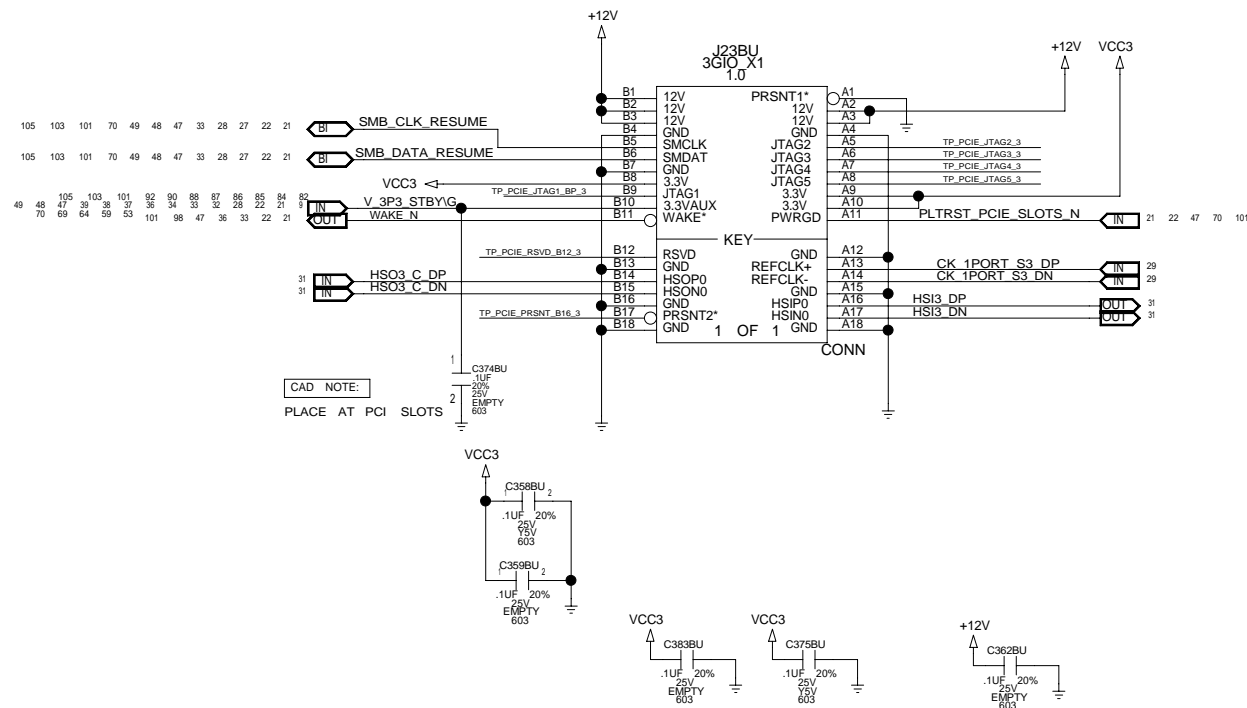 +12V
J23BU
3GIO_X1
1.0
+12V VCC3
B1 12V PRSNT1* A1
B2 12V 12V A2
B3 12V 12V A3
B4 GND GND A4
105 103 101 70 49 48 47 33 28 27 22 21 BI SMB_CLK_RESUME B5 SMCLK JTAG2 A5 TP_PCIE_JTAG2_3
B6 SMDAT JTAG3 A6 TP_PCIE_JTAG3_3
105 103 101 70 49 48 47 33 28 27 22 21 BI SMB_DATA_RESUME B7 GND JTAG4 A7 TP_PCIE_JTAG4_3
VCC3 B8 3.3V JTAG5 A8 TP_PCIE_JTAG5_3
TP_PCIE_JTAG1_BP_3 B9 JTAG1 3.3V A9
105 103 101 92 90 88 87 86 85 84 82
49 48 47 39 38 37 36 34 33 32 28 22 21 9 IN V_3P3_STBY\G B10 3.3VAUX 3.3V A10
70 69 64 59 53 101 98 47 36 33 22 21 OUT WAKE_N B11 WAKE* PWRGD A11 PLTRST_PCIE_SLOTS_N IN 21 22 47 70 101
KEY
TP_PCIE_RSVD_B12_3 B12 RSVD GND A12
B13 GND REFCLK+ A13 CK_1PORT_S3_DP IN 29
31 IN HSO3_C_DP B14 HSOP0 REFCLK- A14 CK_1PORT_S3_DN IN 29
31 IN HSO3_C_DN B15 HSON0 GND A15
B16 GND HSIP0 A16 HSI3_DP OUT 31
TP_PCIE_PRSNT_B16_3 B17 PRSNT2* HSIN0 A17 HSI3_DN OUT 31
B18 GND GND A18
1 OF 1
CONN
1
C374BU
.1UF
20%
25V
EMPTY
603
2
CAD NOTE:
PLACE AT PCI SLOTS
VCC3
C358BU
1 2
.1UF 20%
25V
Y5V
603
C359BU
1 2
.1UF 20%
25V
EMPTY
603
VCC3
C383BU
.1UF 20%
25V
EMPTY
603
VCC3
C375BU
.1UF 20%
25V
Y5V
603
+12V
C362BU
.1UF 20%
25V
EMPTY
603